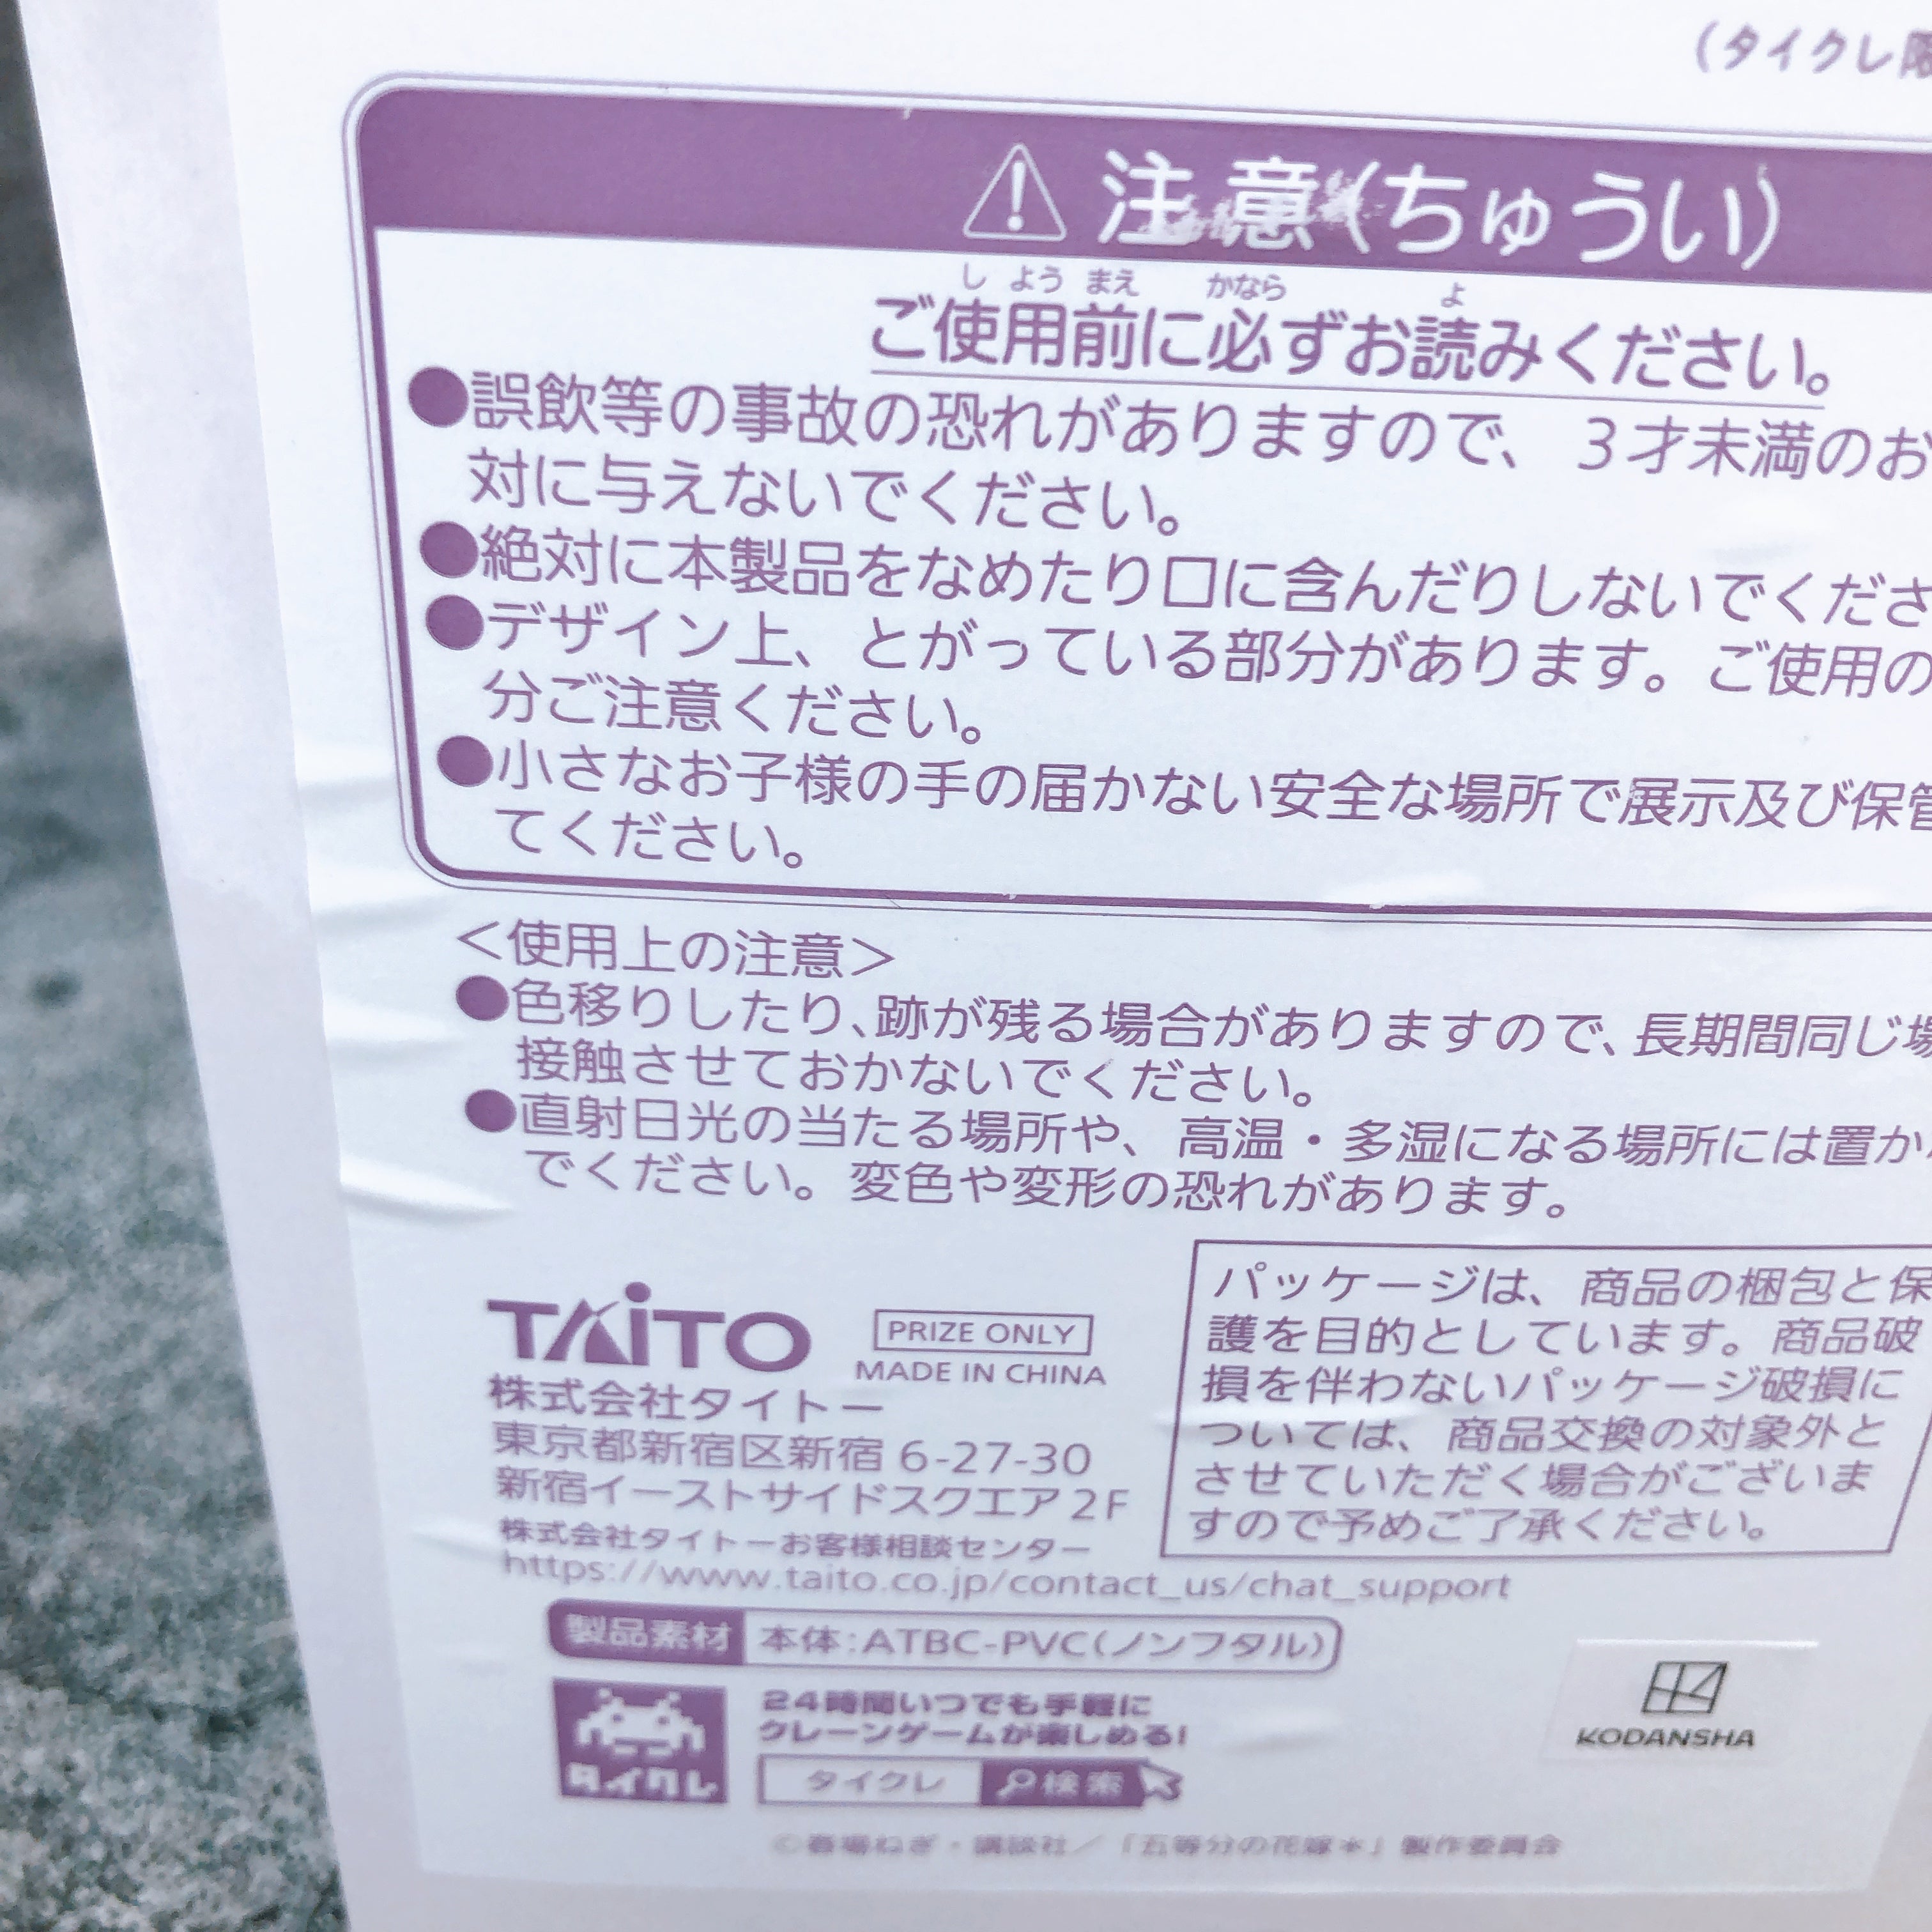 （タイクレ限
注意（ちゅうい）
し よう まえ かなら よ
ご使用前に必ずお読みください。
●誤飲等の事故の恐れがありますので、３才未満のお
対に与えないでください。
●絶対に本製品をなめたり口に含んだりしないでくださ
●デザイン上、とがっている部分があります。ご使用の
分ご注意ください。
●小さなお子様の手の届かない安全な場所で展示及び保管
てください。
＜使用上の注意＞
●色移りしたり、跡が残る場合がありますので、長期間同じ場
接触させておかないでください。
●直射日光の当たる場所や、高温・多湿になる場所には置か
でください。変色や変形の恐れがあります。
TAITO
PRIZE ONLY
MADE IN CHINA
株式会社タイトー
東京都新宿区新宿 6-27-30
新宿イーストサイドスクエア 2F
株式会社タイトーお客様相談センター
https://www.taito.co.jp/contact_us/chat_support
パッケージは、商品の梱包と保
護を目的としています。商品破
損を伴わないパッケージ破損に
ついては、商品交換の対象外と
させていただく場合がございま
すので予めご了承ください。
製品素材 本体：ATBC-PVC（ノンフタル）
タイクレ
24時間いつでも手軽に
クレーンゲームが楽しめる！
タイクレ 検索
KODANSHA
©春場ねぎ・講談社／「五等分の花嫁＊」製作委員会